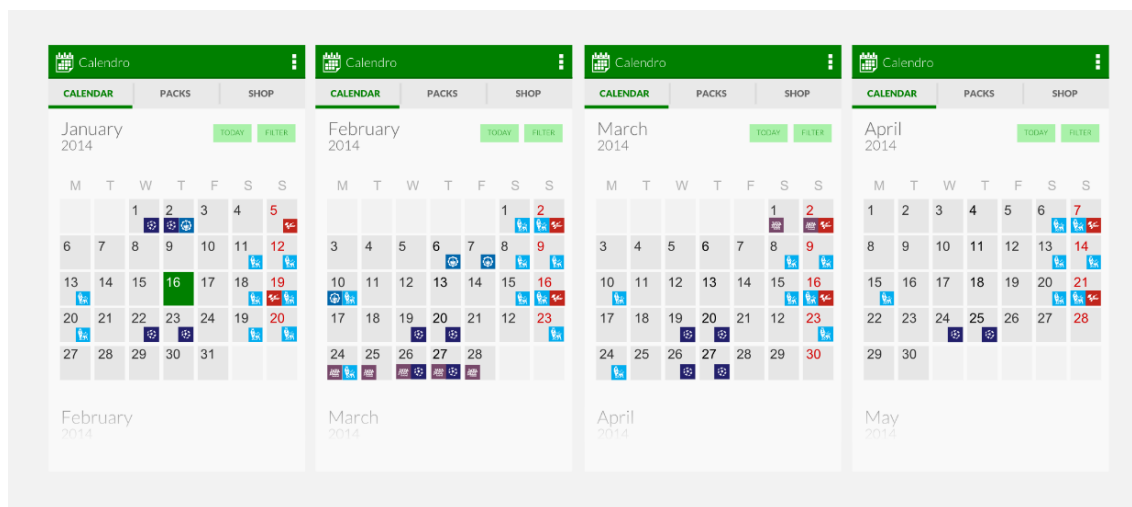 Calendro
CALENDAR PACKS SHOP
January
2014
TODAY FILTER
M T W T F S S
1 2 3 4 5
6 7 8 9 10 11 12
13 14 15 16 17 18 19
20 21 22 23 24 19 20
27 28 29 30 31
February
2014
Calendro
CALENDAR PACKS SHOP
February
2014
TODAY FILTER
M T W T F S S
1 2
3 4 5 6 7 8 9
10 11 12 13 14 15 16
17 18 19 20 21 12 23
24 25 26 27 28
March
2014
Calendro
CALENDAR PACKS SHOP
March
2014
TODAY FILTER
M T W T F S S
1 2
3 4 5 6 7 8 9
10 11 12 13 14 15 16
17 18 19 20 21 12 23
24 25 26 27 28 29 30
April
2014
Calendro
CALENDAR PACKS SHOP
April
2014
TODAY FILTER
M T W T F S S
1 2 3 4 5 6 7
8 9 10 11 12 13 14
15 16 17 18 19 20 21
22 23 24 25 26 27 28
29 30
May
2014